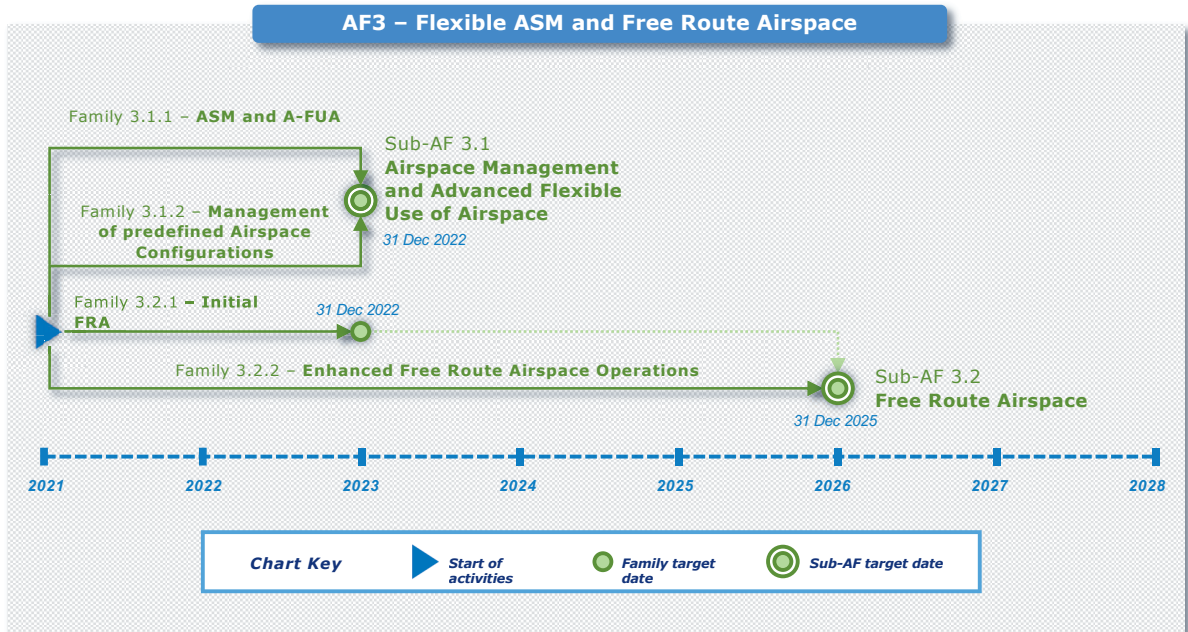 AF3 – Flexible ASM and Free Route Airspace
Family 3.1.1 – ASM and A-FUA
Sub-AF 3.1
Airspace Management
and Advanced Flexible
Use of Airspace
31 Dec 2022
Family 3.1.2 – Management
of predefined Airspace
Configurations
Family 3.2.1 – Initial
FRA
31 Dec 2022
Family 3.2.2 – Enhanced Free Route Airspace Operations
Sub-AF 3.2
Free Route Airspace
31 Dec 2025
2021 2022 2023 2024 2025 2026 2027 2028
Chart Key
Start of
activities
Family target
date
Sub-AF target date